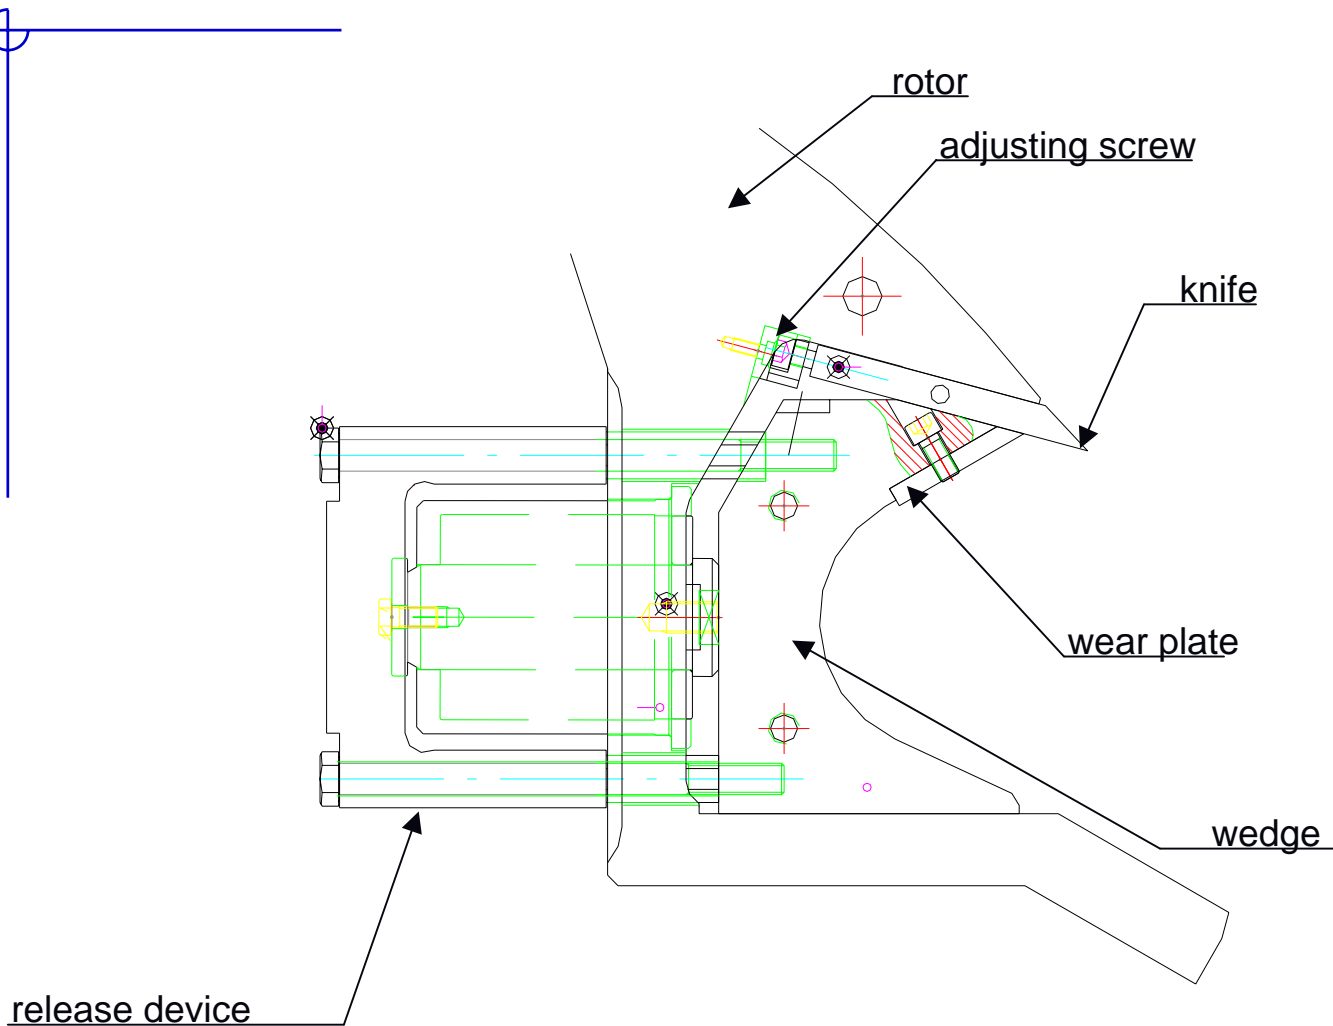 rotor
adjusting screw
knife
wear plate
wedge
release device